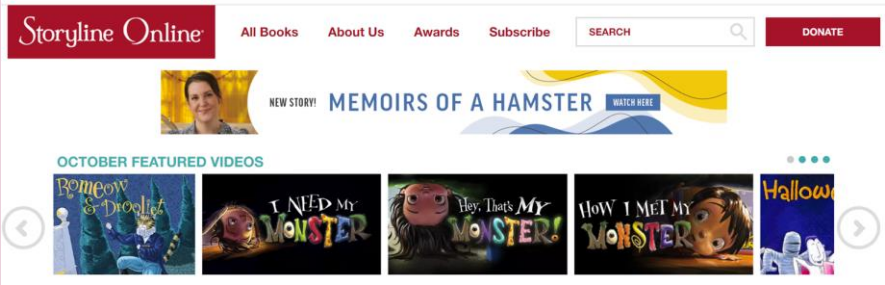 Storyline Online
All Books About Us Awards Subscribe SEARCH DONATE
NEW STORY! MEMOIRS OF A HAMSTER WATCH HERE
OCTOBER FEATURED VIDEOS
Romeow
& Drooliet
I NEED MY
MONSTER
Hey, That's MY
MONSTER!
HOW I MET MY
MONSTER
Hallowe